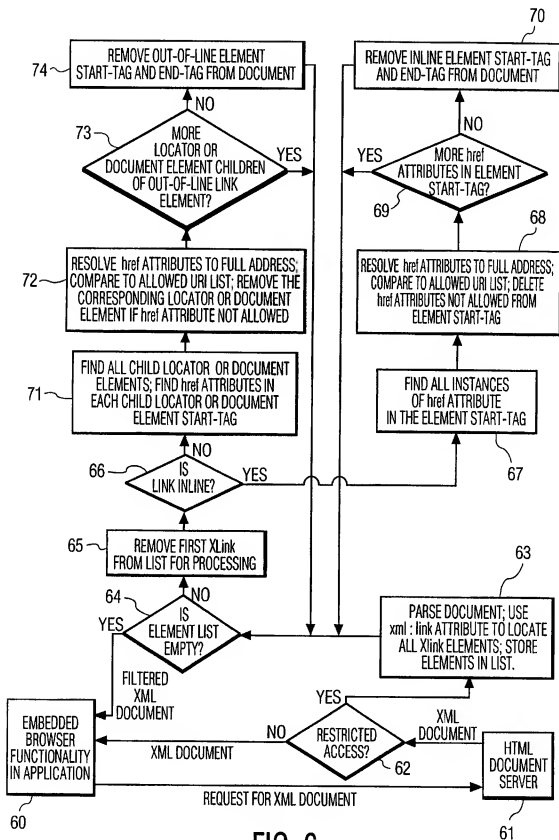 70
REMOVE OUT-OF-LINE ELEMENT
START-TAG AND END-TAG FROM DOCUMENT
74
REMOVE INLINE ELEMENT START-TAG
AND END-TAG FROM DOCUMENT
NO
NO
73
MORE
LOCATOR OR
DOCUMENT ELEMENT CHILDREN
OF OUT-OF-LINE LINK
ELEMENT?
YES
YES
MORE href
ATTRIBUTES IN ELEMENT
START-TAG?
69
68
72
RESOLVE href ATTRIBUTES TO FULL ADDRESS;
COMPARE TO ALLOWED URI LIST; REMOVE THE
CORRESPONDING LOCATOR OR DOCUMENT
ELEMENT IF href ATTRIBUTE NOT ALLOWED
RESOLVE href ATTRIBUTES TO FULL ADDRESS;
COMPARE TO ALLOWED URI LIST; DELETE
href ATTRIBUTES NOT ALLOWED FROM
ELEMENT START-TAG
71
FIND ALL CHILD LOCATOR OR DOCUMENT
ELEMENTS; FIND href ATTRIBUTES IN
EACH CHILD LOCATOR OR DOCUMENT
ELEMENT START-TAG
FIND ALL INSTANCES
OF href ATTRIBUTE
IN THE ELEMENT START-TAG
67
NO
66
IS
LINK INLINE?
YES
65
REMOVE FIRST XLink
FROM LIST FOR PROCESSING
63
NO
64
IS
ELEMENT LIST
EMPTY?
YES
PARSE DOCUMENT; USE
xml : link ATTRIBUTE TO LOCATE
ALL Xlink ELEMENTS; STORE
ELEMENTS IN LIST.
FILTERED
XML
DOCUMENT
YES
XML
DOCUMENT
EMBEDDED
BROWSER
FUNCTIONALITY
IN APPLICATION
NO
XML DOCUMENT
RESTRICTED
ACCESS?
62
HTML
DOCUMENT
SERVER
REQUEST FOR XML DOCUMENT
60
61